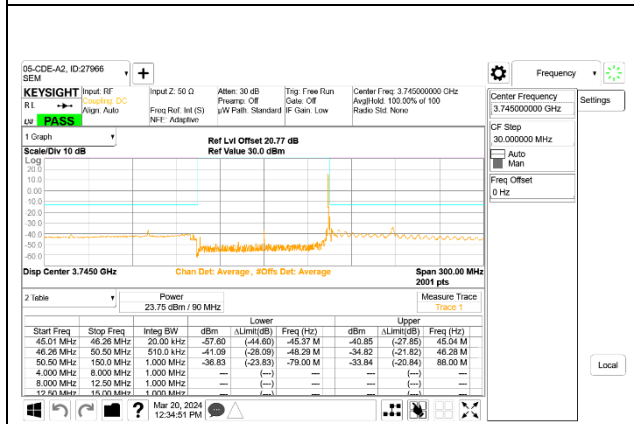 05-CDE-A2, ID:27966
SEM
Frequency
KEYSIGHT Input: RF
R L
Coupling: DC
Align: Auto
Input Z: 50 Ω
Freq Ref: Int (S)
NFE: Adaptive
Atten: 30 dB
Preamp: Off
µW Path: Standard
Trig: Free Run
Gate: Off
IF Gain: Low
Center Freq: 3.745000000 GHz
Avg|Hold: 100.00% of 100
Radio Std: None
PASS
Center Frequency
3.745000000 GHz
Settings
CF Step
30.000000 MHz
Auto
Man
Freq Offset
0 Hz
1 Graph
Scale/Div 10 dB
Ref Lvl Offset 20.77 dB
Ref Value 30.0 dBm
Log
20.0
10.0
0.00
-10.0
-20.0
-30.0
-40.0
-50.0
-60.0
Disp Center 3.7450 GHz
Chan Det: Average , #Offs Det: Average
Span 300.00 MHz
2001 pts
2 Table
Power
23.75 dBm / 90 MHz
Measure Trace
Trace 1
Lower Upper
Start Freq Stop Freq Integ BW dBm ΔLimit(dB) Freq (Hz) dBm ΔLimit(dB) Freq (Hz)
45.01 MHz 46.26 MHz 20.00 kHz -57.60 (-44.60) -45.37 M -40.85 (-27.85) 45.04 M
46.26 MHz 50.50 MHz 510.0 kHz -41.09 (-28.09) -48.29 M -34.82 (-21.82) 46.28 M
50.50 MHz 150.0 MHz 1.000 MHz -36.83 (-23.83) -79.00 M -33.84 (-20.84) 88.00 M
4.000 MHz 8.000 MHz 1.000 MHz --- (---) --- (---)
8.000 MHz 12.50 MHz 1.000 MHz --- (---) --- (---)
12.50 MHz 15.00 MHz 1.000 MHz --- (---) --- (---)
Local
? Mar 20, 2024
12:34:51 PM